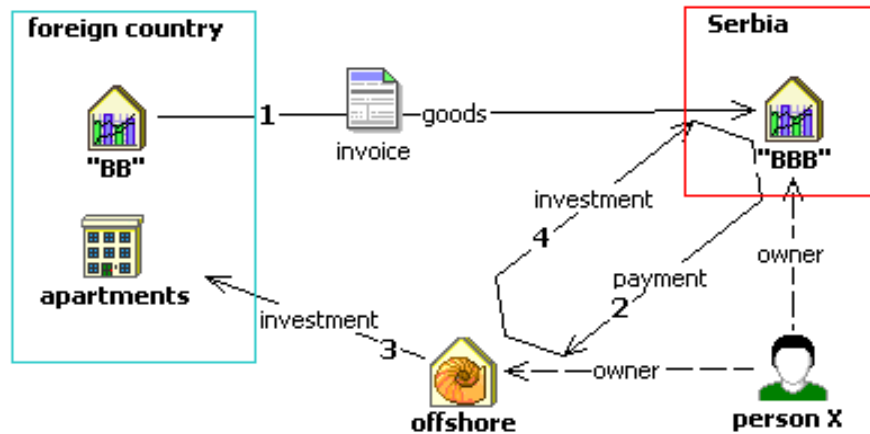 foreign country
Serbia
1
goods
"BB"
invoice
"BBB"
investment
4
owner
apartments
payment
2
investment
3
owner
offshore
person X